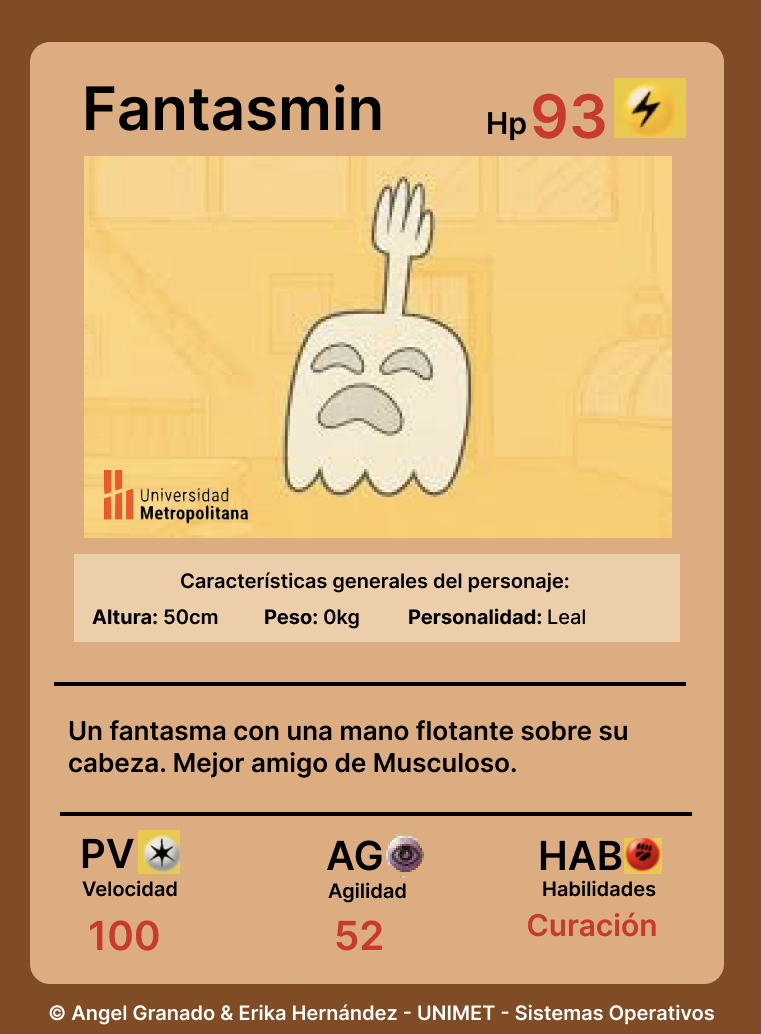 Fantasmin
Hp 93
Universidad
Metropolitana
Características generales del personaje:
Altura: 50cm Peso: 0kg Personalidad: Leal
Un fantasma con una mano flotante sobre su
cabeza. Mejor amigo de Musculoso.
PV AG HAB
Velocidad Agilidad Habilidades
100 52 Curación
© Angel Granado & Erika Hernández - UNIMET - Sistemas Operativos